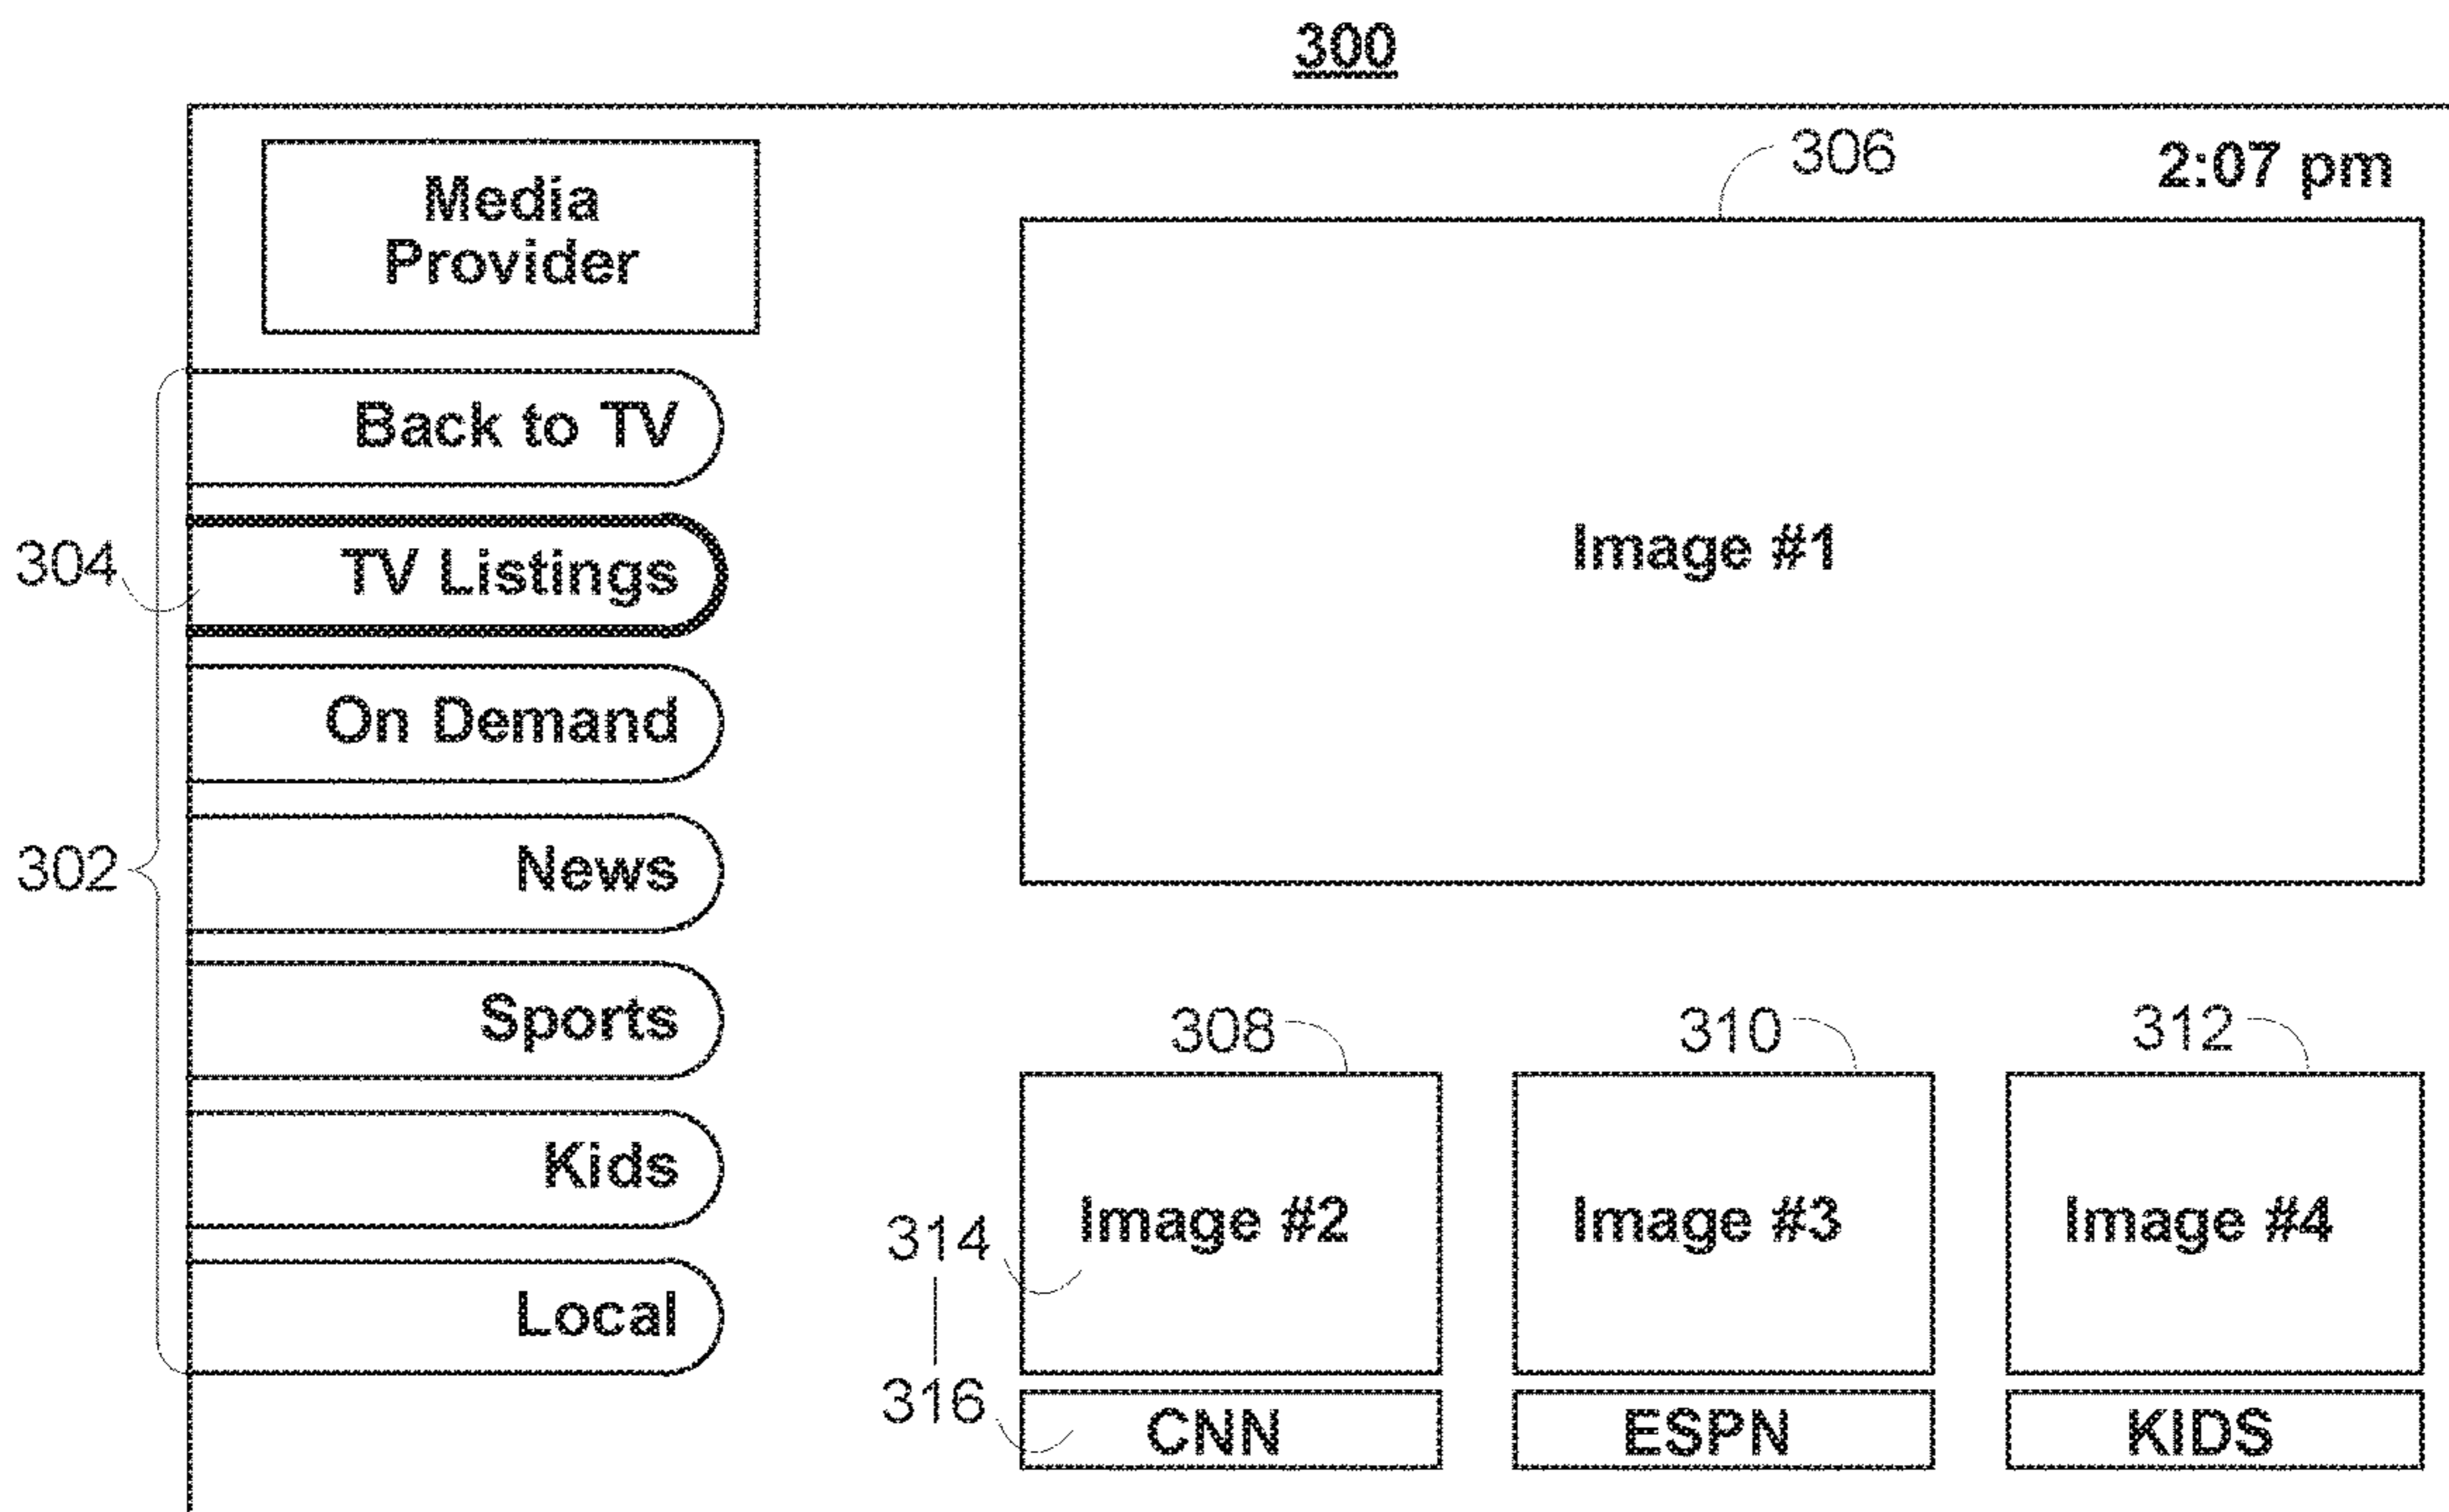 300
306
2:07 pm
Media
Provider
Back to TV
304
TV Listings
Image #1
On Demand
302
News
Sports
308
310
312
Kids
314
Image #2
Image #3
Image #4
Local
316
CNN
ESPN
KIDS